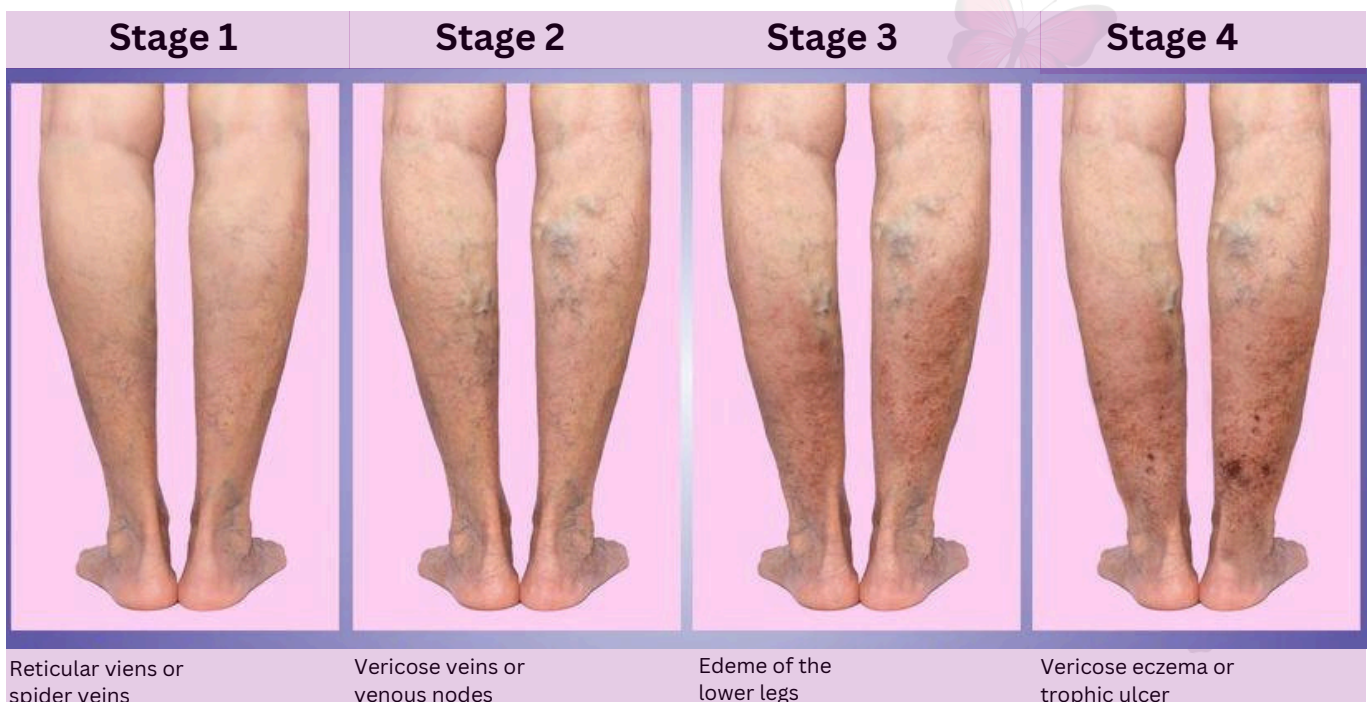 Stage 1
Stage 2
Stage 3
Stage 4
Reticular viens or
spider veins
Vericose veins or
venous nodes
Edeme of the
lower legs
Vericose eczema or
trophic ulcer